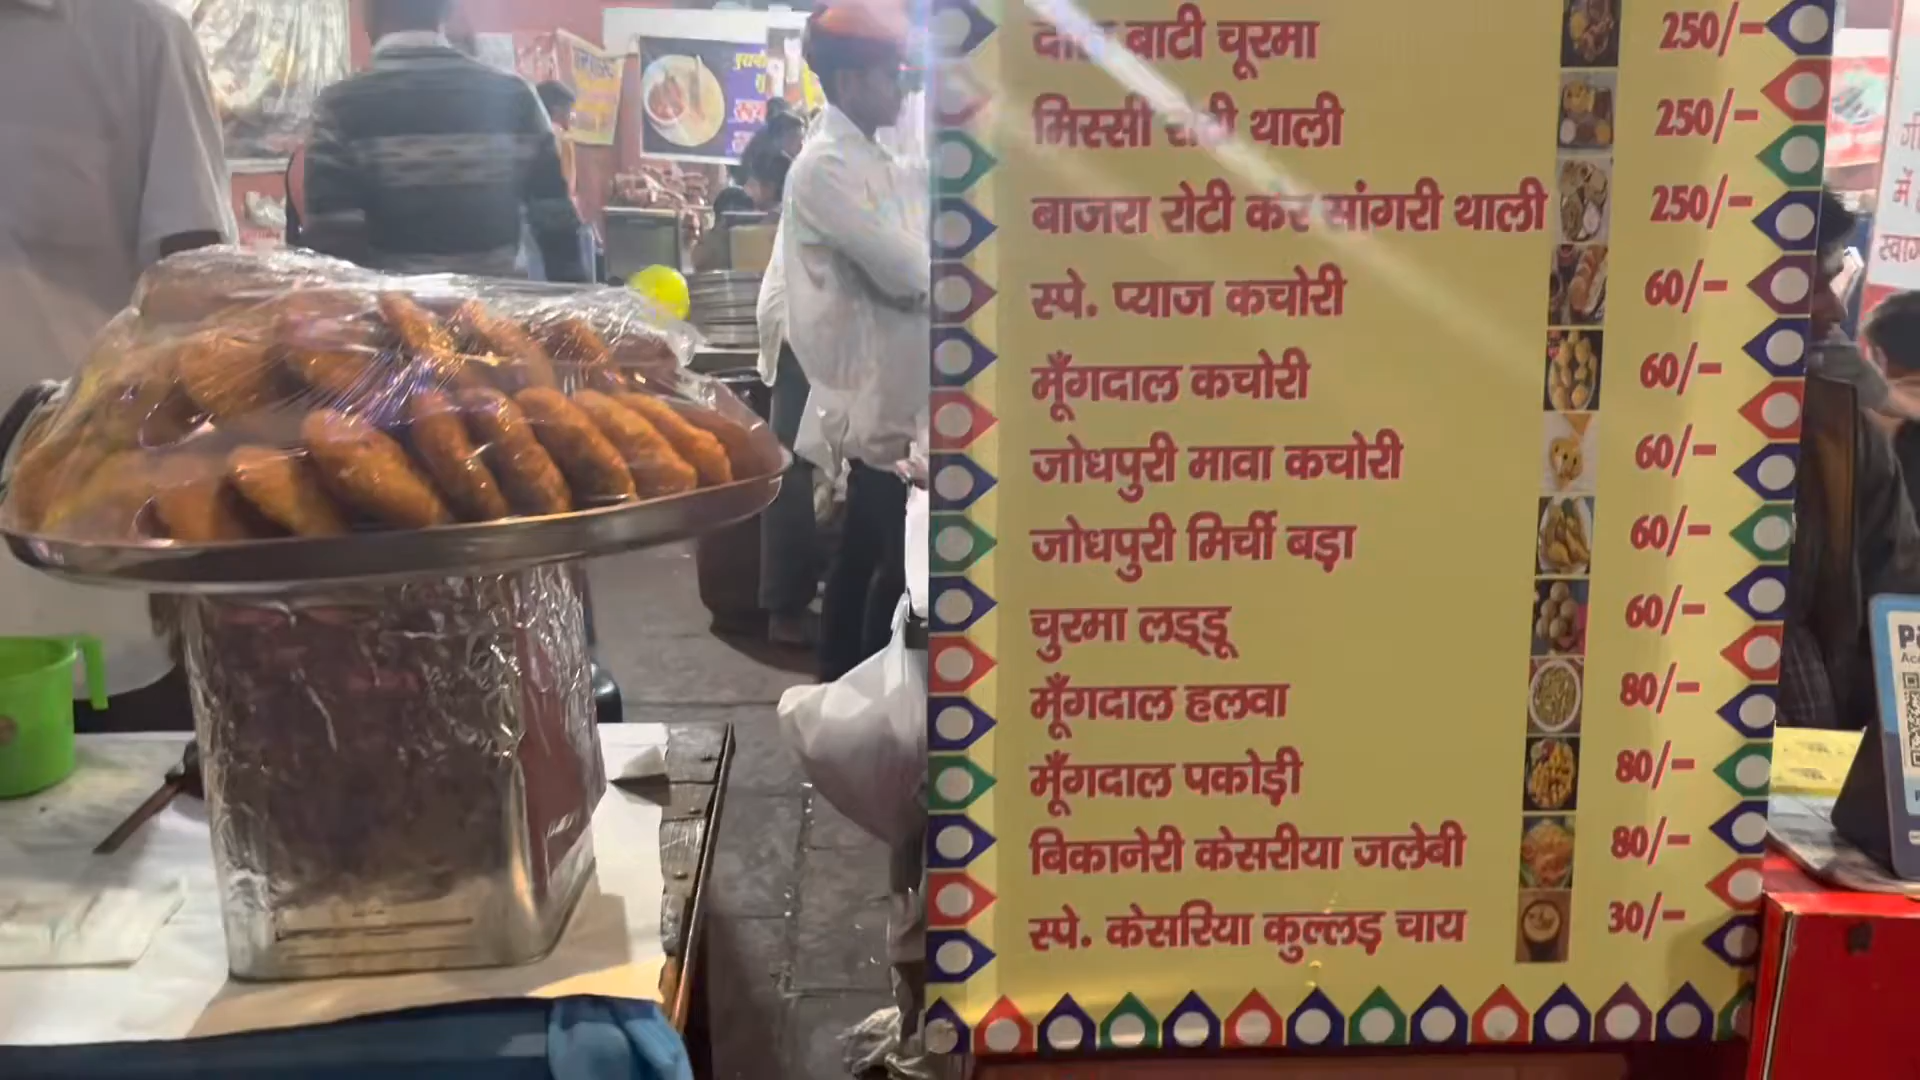 दाल बाटी चूरमा 250/-
मिस्सी रोटी थाली 250/-
बाजरा रोटी केर सांगरी थाली 250/-
स्पे. प्याज कचोरी 60/-
मूँगदाल कचोरी 60/-
जोधपुरी मावा कचोरी 60/-
जोधपुरी मिर्ची बड़ा 60/-
चुरमा लड्डू 60/-
मूँगदाल हलवा 80/-
मूँगदाल पकोड़ी 80/-
बिकानेरी केसरीया जलेबी 80/-
स्पे. केसरिया कुल्लड़ चाय 30/-
में